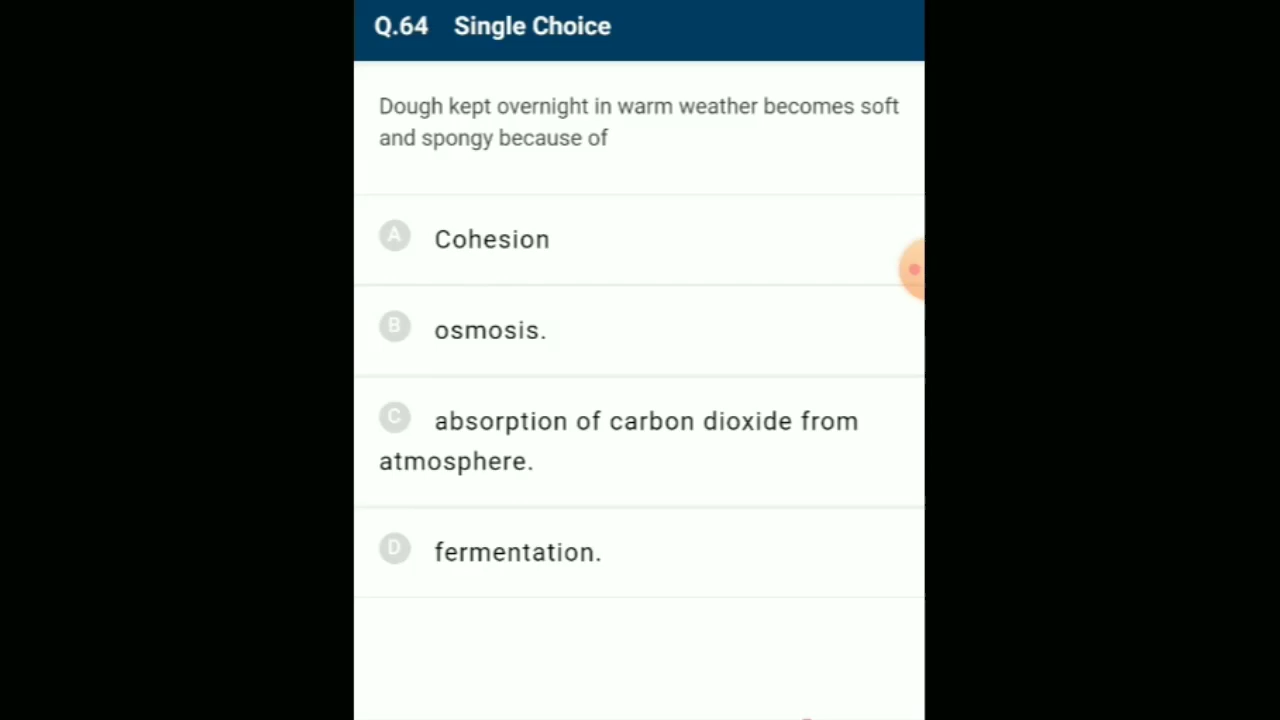 Q.64 Single Choice
Dough kept overnight in warm weather becomes soft
and spongy because of
A Cohesion
B osmosis.
C absorption of carbon dioxide from
atmosphere.
D fermentation.